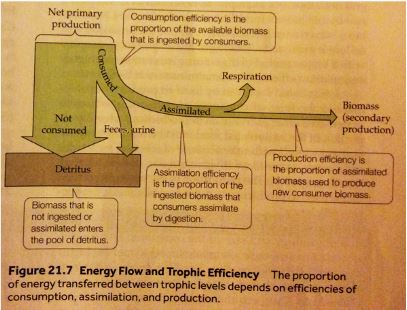 Net primary
production
Consumption efficiency is the
proportion of the available biomass
that is ingested by consumers.
Consumed
Respiration
Assimilated
Biomass
(secondary
production)
Not
consumed
Feces, urine
Detritus
Assimilation efficiency
is the proportion of the
ingested biomass that
consumers assimilate
by digestion.
Production efficiency is
the proportion of assimilated
biomass used to produce
new consumer biomass.
Biomass that is
not ingested or
assimilated enters
the pool of detritus.
Figure 21.7 Energy Flow and Trophic Efficiency The proportion
of energy transferred between trophic levels depends on efficiencies of
consumption, assimilation, and production.